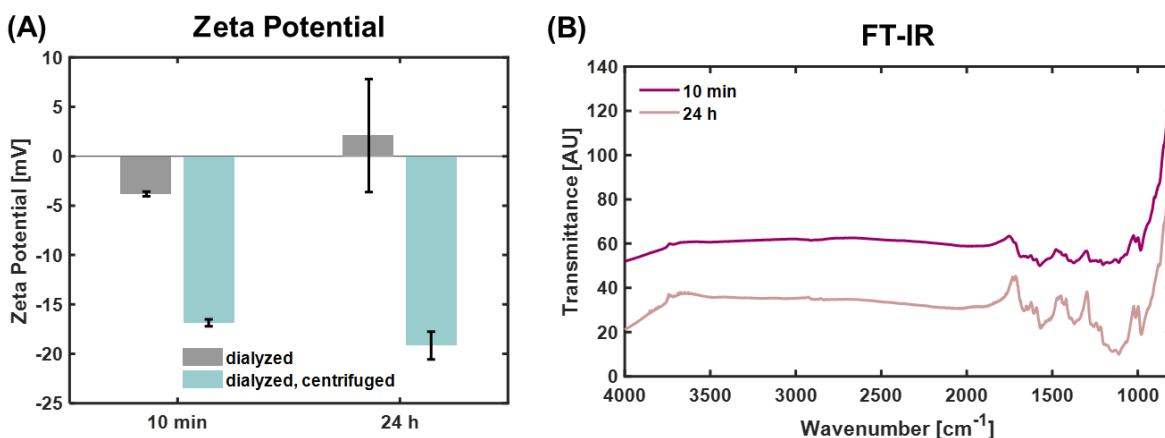 (A) Zeta Potential
Zeta Potential [mV]
10
5
0
-5
-10
-15
-20
-25
dialyzed
dialyzed, centrifuged
10 min
24 h
(B) FT-IR
Transmittance [AU]
140
120
100
80
60
40
20
0
10 min
24 h
4000 3000 2500 2000 1500 1000
Wavenumber [cm⁻¹]